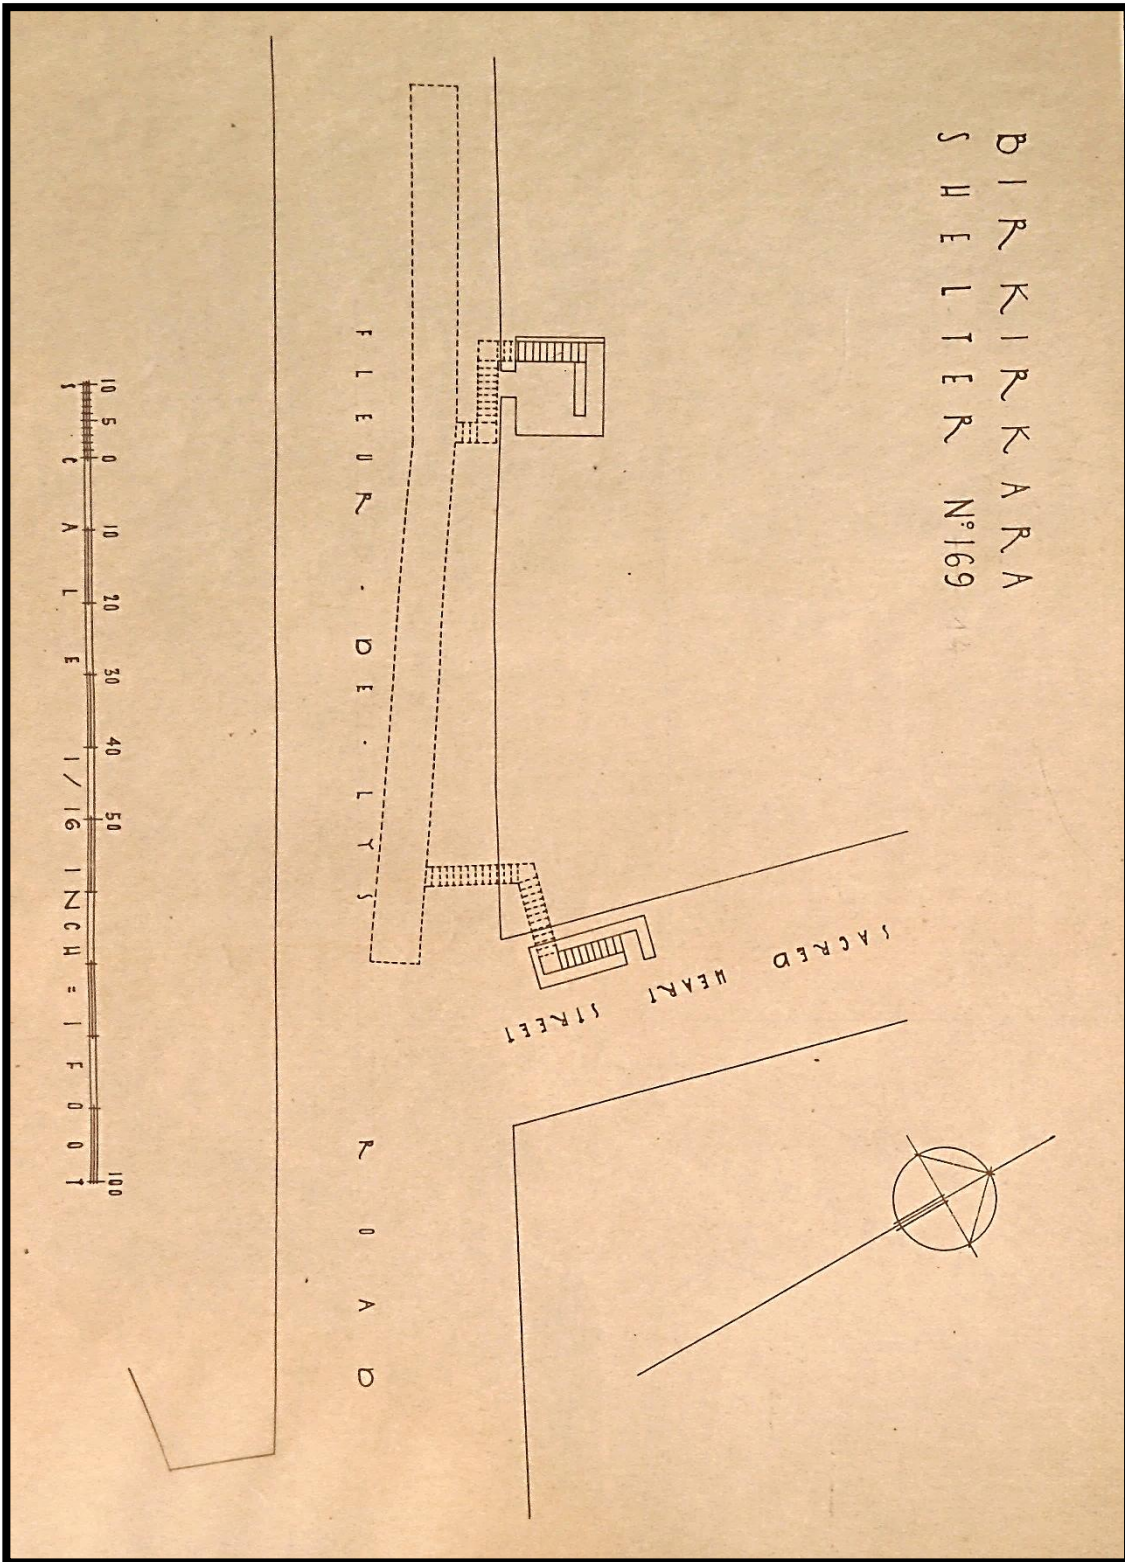 BIRKIRKARA
SHELTER Nº169
FLEUR·DE·LYS ROAD
SACRED HEART STREET
10 5 0 10 20 30 40 50 100
SCALE 1/16 INCH = 1 FOOT